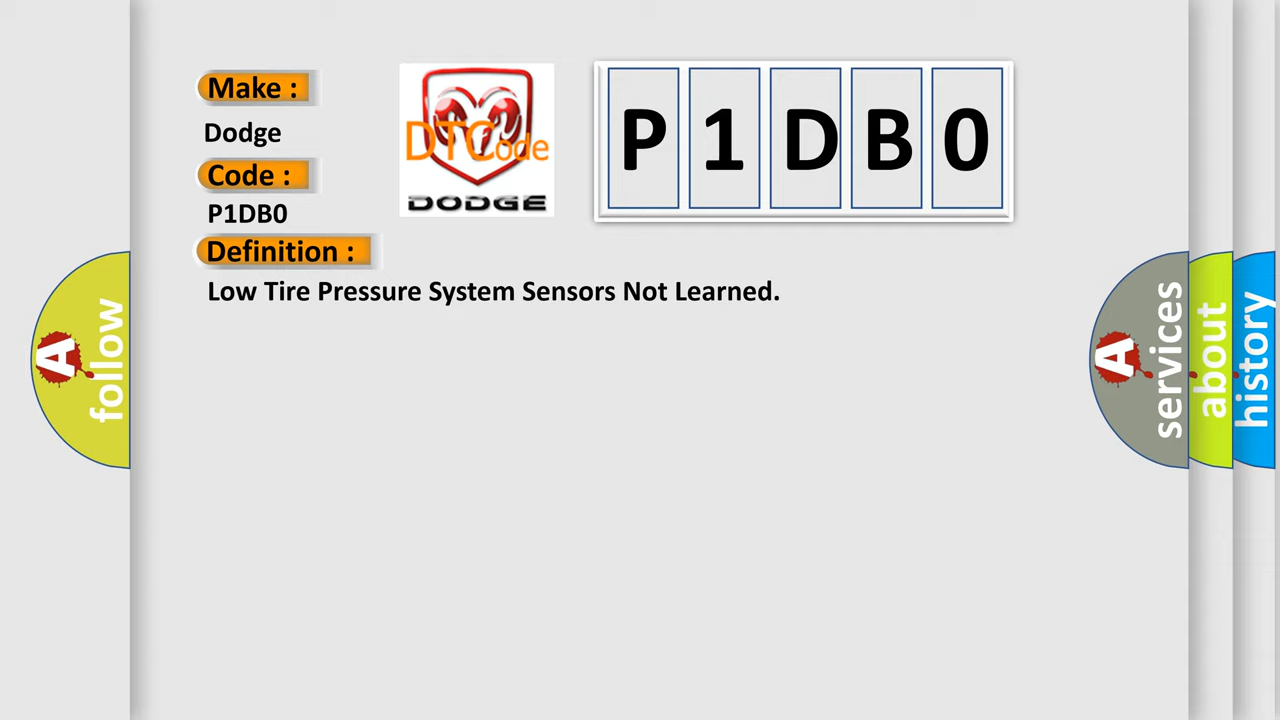 Make :
Dodge
Code :
P1DB0
Definition :
Low Tire Pressure System Sensors Not Learned.
DTCode
DODGE
P 1 D B 0
A follow
A services
about
history